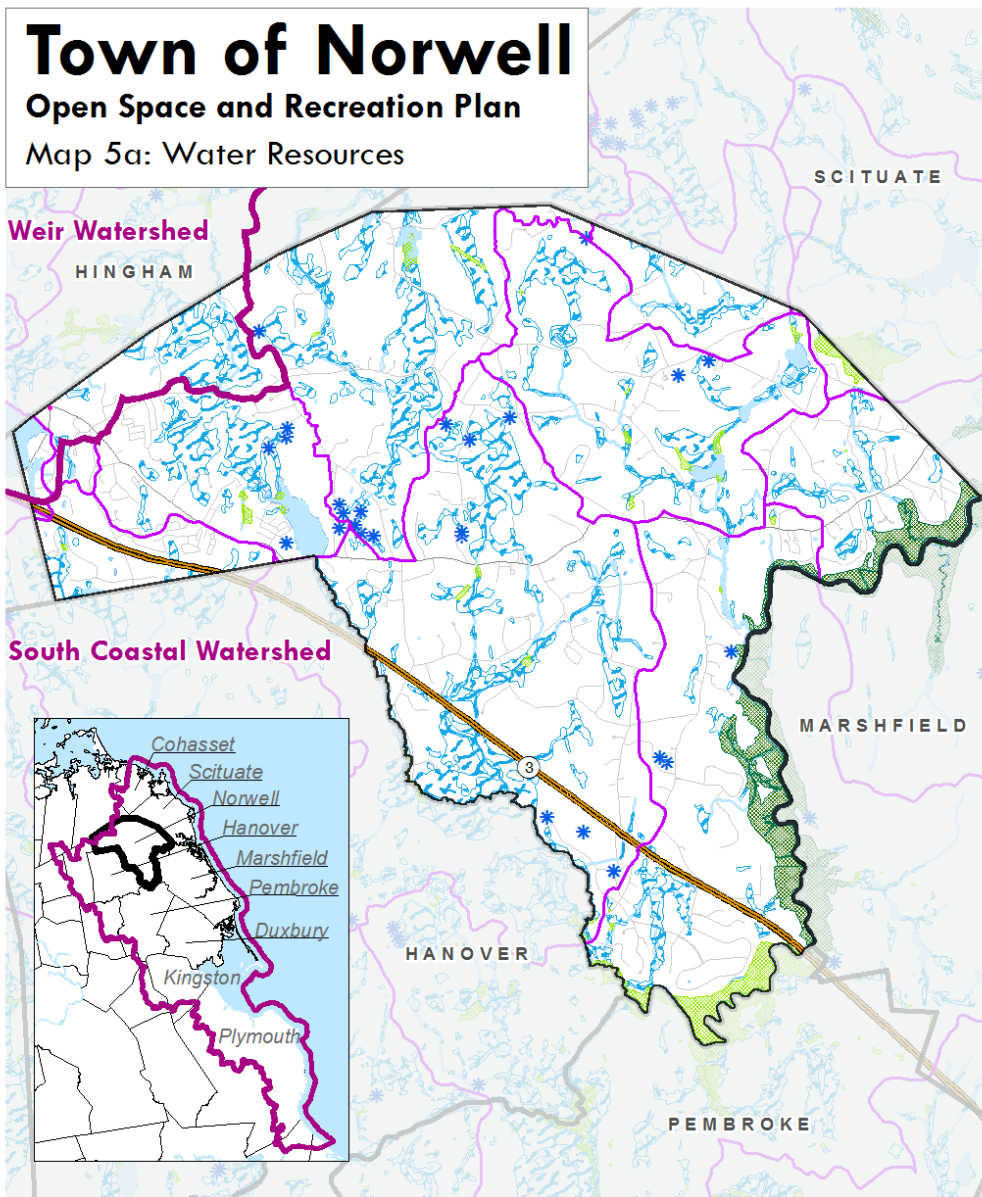 Town of Norwell
Open Space and Recreation Plan
Map 5a: Water Resources
SCITUATE
Weir Watershed
HINGHAM
South Coastal Watershed
MARSHFIELD
3
Cohasset
Scituate
Norwell
Hanover
Marshfield
Pembroke
Duxbury
Kingston
Plymouth
HANOVER
PEMBROKE